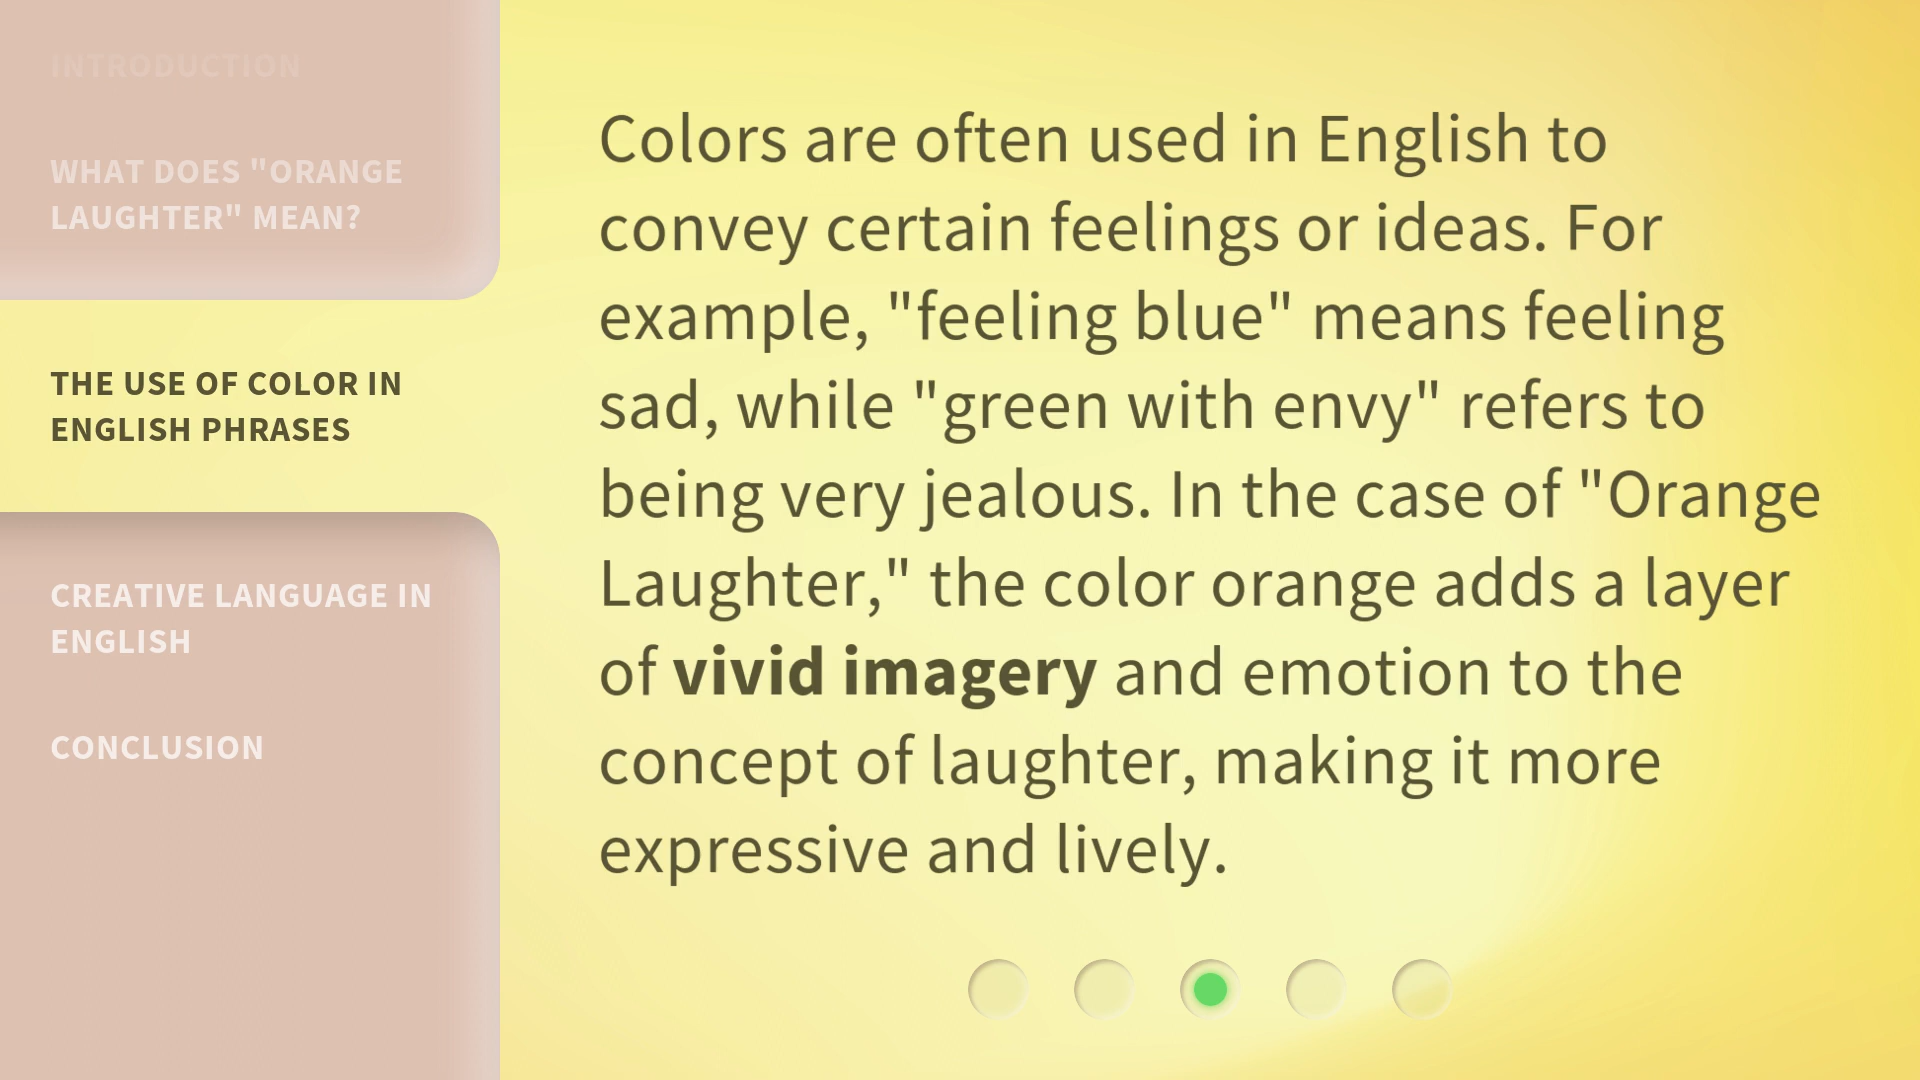 INTRODUCTION
WHAT DOES "ORANGE
LAUGHTER" MEAN?
THE USE OF COLOR IN
ENGLISH PHRASES
CREATIVE LANGUAGE IN
ENGLISH
CONCLUSION
Colors are often used in English to
convey certain feelings or ideas. For
example, "feeling blue" means feeling
sad, while "green with envy" refers to
being very jealous. In the case of "Orange
Laughter," the color orange adds a layer
of vivid imagery and emotion to the
concept of laughter, making it more
expressive and lively.